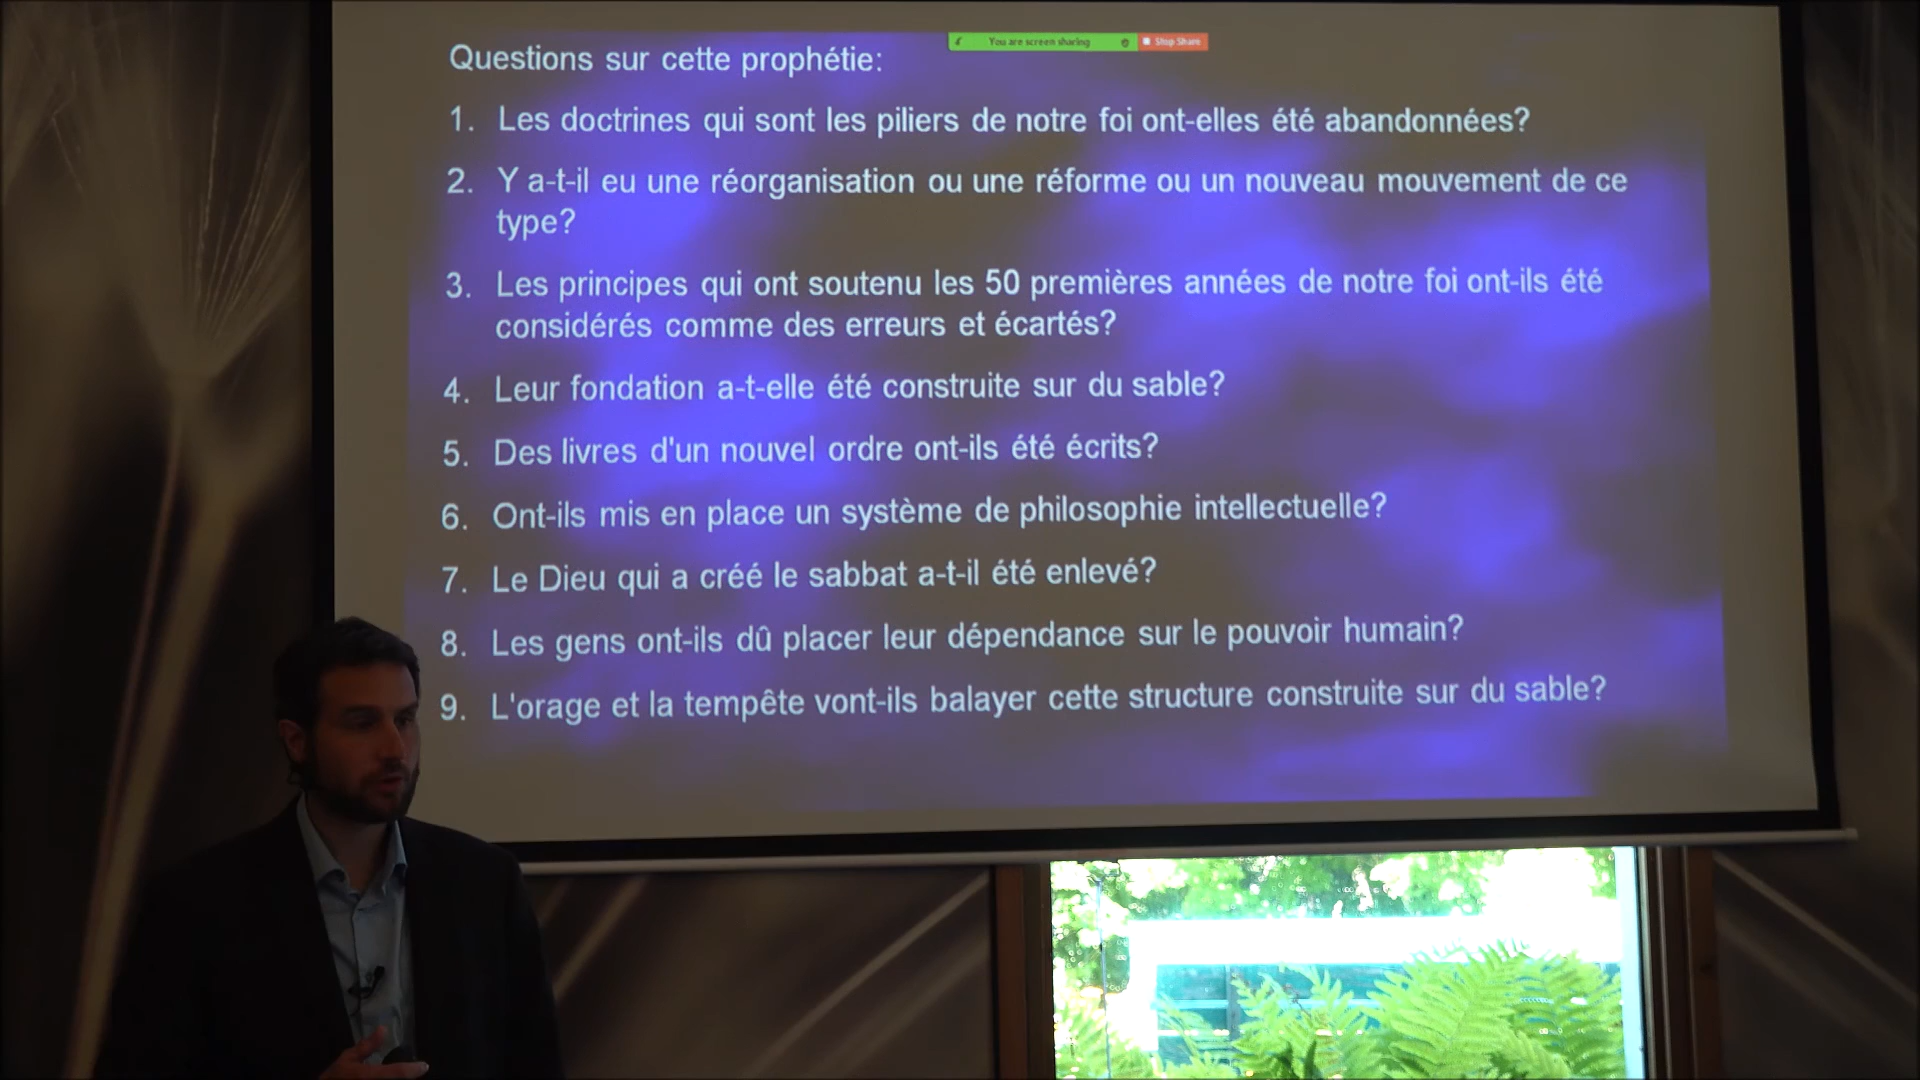 You are screen sharing Stop Share
Questions sur cette prophétie:
1. Les doctrines qui sont les piliers de notre foi ont-elles été abandonnées?
2. Y a-t-il eu une réorganisation ou une réforme ou un nouveau mouvement de ce
type?
3. Les principes qui ont soutenu les 50 premières années de notre foi ont-ils été
considérés comme des erreurs et écartés?
4. Leur fondation a-t-elle été construite sur du sable?
5. Des livres d'un nouvel ordre ont-ils été écrits?
6. Ont-ils mis en place un système de philosophie intellectuelle?
7. Le Dieu qui a créé le sabbat a-t-il été enlevé?
8. Les gens ont-ils dû placer leur dépendance sur le pouvoir humain?
9. L'orage et la tempête vont-ils balayer cette structure construite sur du sable?